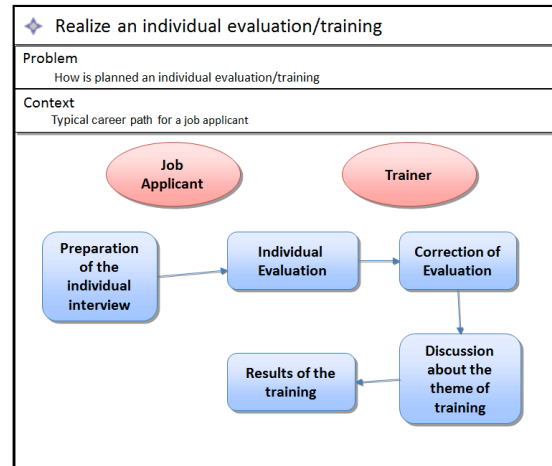 Realize an individual evaluation/training
Problem
How is planned an individual evaluation/training
Context
Typical career path for a job applicant
Job
Applicant
Trainer
Preparation
of the
individual
interview
Individual
Evaluation
Correction of
Evaluation
Results of the
training
Discussion
about the
theme of
training